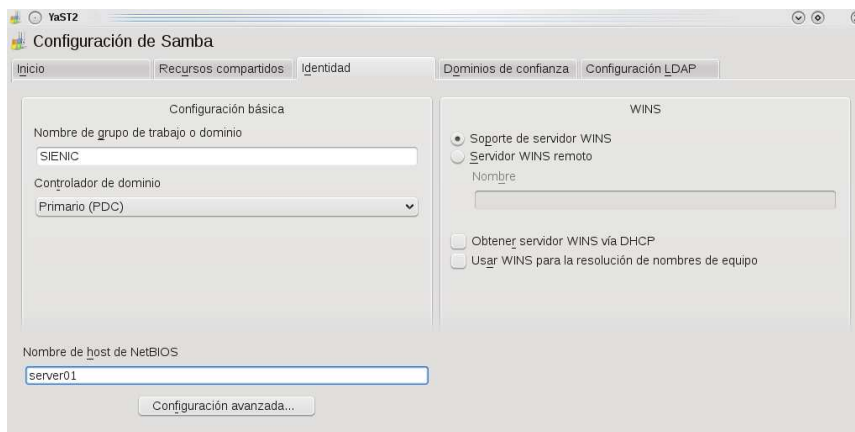 YaST2
Configuración de Samba
Inicio
Recursos compartidos
Identidad
Dominios de confianza
Configuración LDAP
Configuración básica
Nombre de grupo de trabajo o dominio
SIENIC
Controlador de dominio
Primario (PDC)
Nombre de host de NetBIOS
server01
Configuración avanzada...
WINS
Soporte de servidor WINS
Servidor WINS remoto
Nombre
Obtener servidor WINS vía DHCP
Usar WINS para la resolución de nombres de equipo